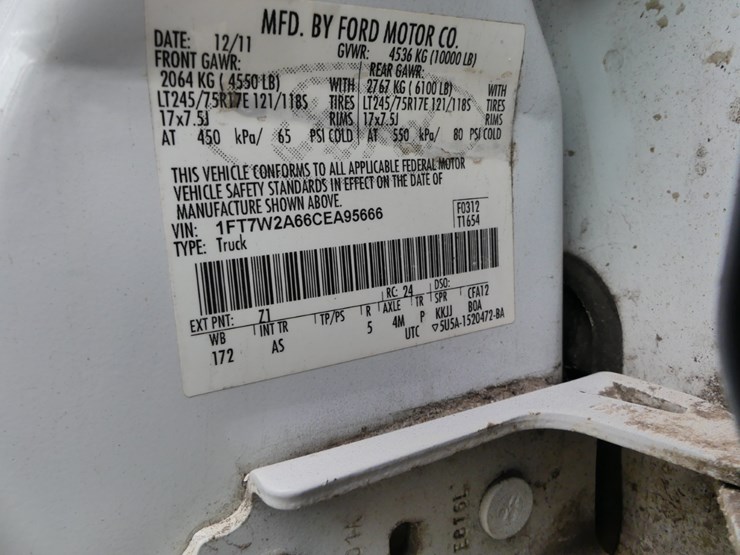 MFD. BY FORD MOTOR CO.
DATE: 12/11 GVWR: 4536 KG (10000 LB)
FRONT GAWR: REAR GAWR:
2064 KG ( 4550 LB) WITH 2767 KG ( 6100 LB) WITH
LT245/75R17E 121/118S TIRES LT245/75R17E 121/118S TIRES
17x7.5J RIMS 17x7.5J RIMS
AT 450 kPa/ 65 PSI COLD AT 550 kPa/ 80 PSI COLD
THIS VEHICLE CONFORMS TO ALL APPLICABLE FEDERAL MOTOR
VEHICLE SAFETY STANDARDS IN EFFECT ON THE DATE OF
MANUFACTURE SHOWN ABOVE.
VIN: 1FT7W2A66CEA95666 F0312
TYPE: Truck T1654
EXT PNT: Z1 RC: 24 DSO:
WB INT TR TP/PS R AXLE TR SPR CFA12
172 AS 5 4M P KKJJ BOA
UTC 5U5A-1520472-BA
E816L